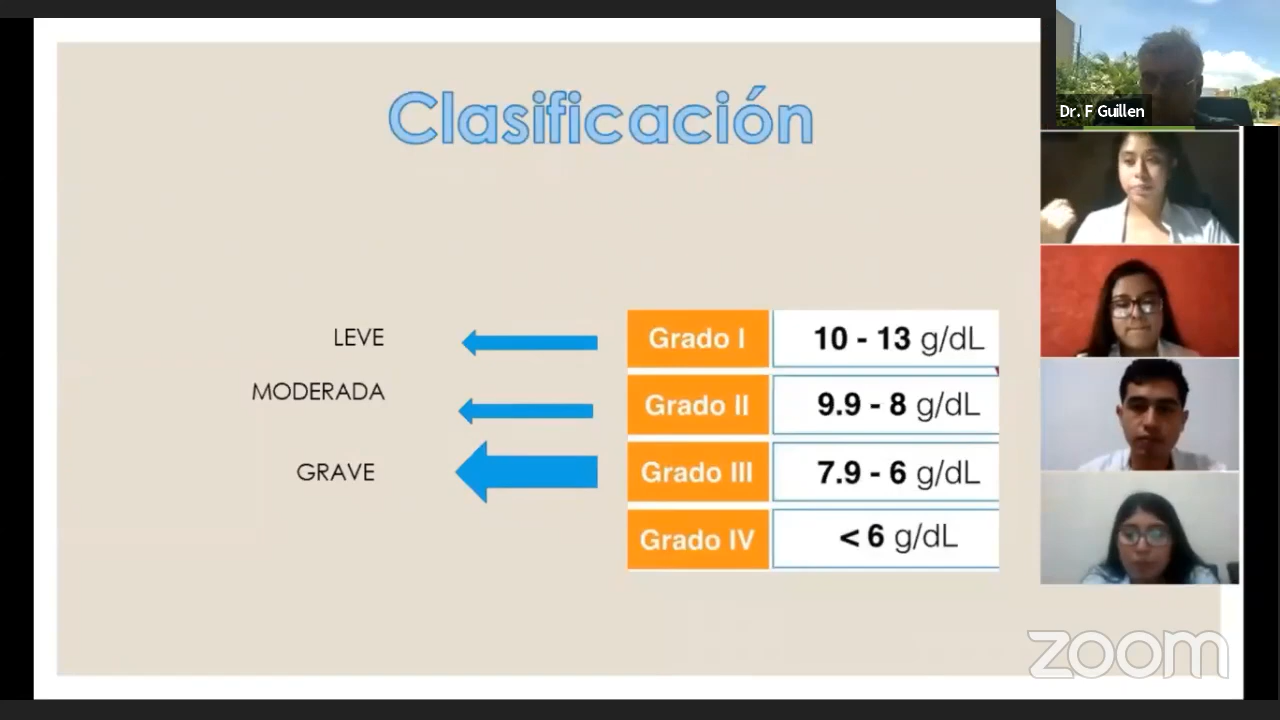 Clasificación
LEVE
Grado I
10 - 13 g/dL
MODERADA
Grado II
9.9 - 8 g/dL
GRAVE
Grado III
7.9 - 6 g/dL
Grado IV
< 6 g/dL
Dr. F Guillen
zoom